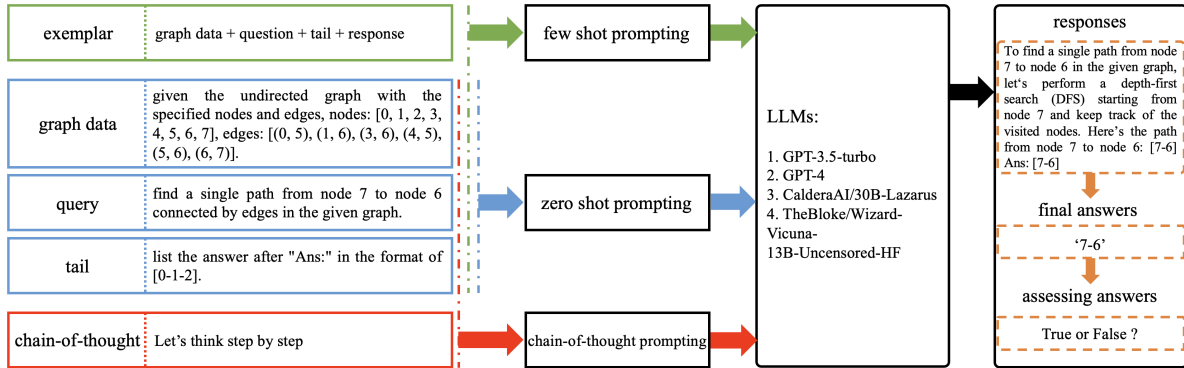 exemplar
graph data + question + tail + response
graph data
given the undirected graph with the
specified nodes and edges, nodes: [0, 1, 2, 3,
4, 5, 6, 7], edges: [(0, 5), (1, 6), (3, 6), (4, 5),
(5, 6), (6, 7)].
query
find a single path from node 7 to node 6
connected by edges in the given graph.
tail
list the answer after "Ans:" in the format of
[0-1-2].
chain-of-thought
Let's think step by step
few shot prompting
zero shot prompting
chain-of-thought prompting
LLMs:
1. GPT-3.5-turbo
2. GPT-4
3. CalderaAI/30B-Lazarus
4. TheBloke/Wizard-
Vicuna-
13B-Uncensored-HF
responses
To find a single path from node
7 to node 6 in the given graph,
let‘s perform a depth-first
search (DFS) starting from
node 7 and keep track of the
visited nodes. Here’s the path
from node 7 to node 6: [7-6]
Ans: [7-6]
final answers
‘7-6’
assessing answers
True or False ?